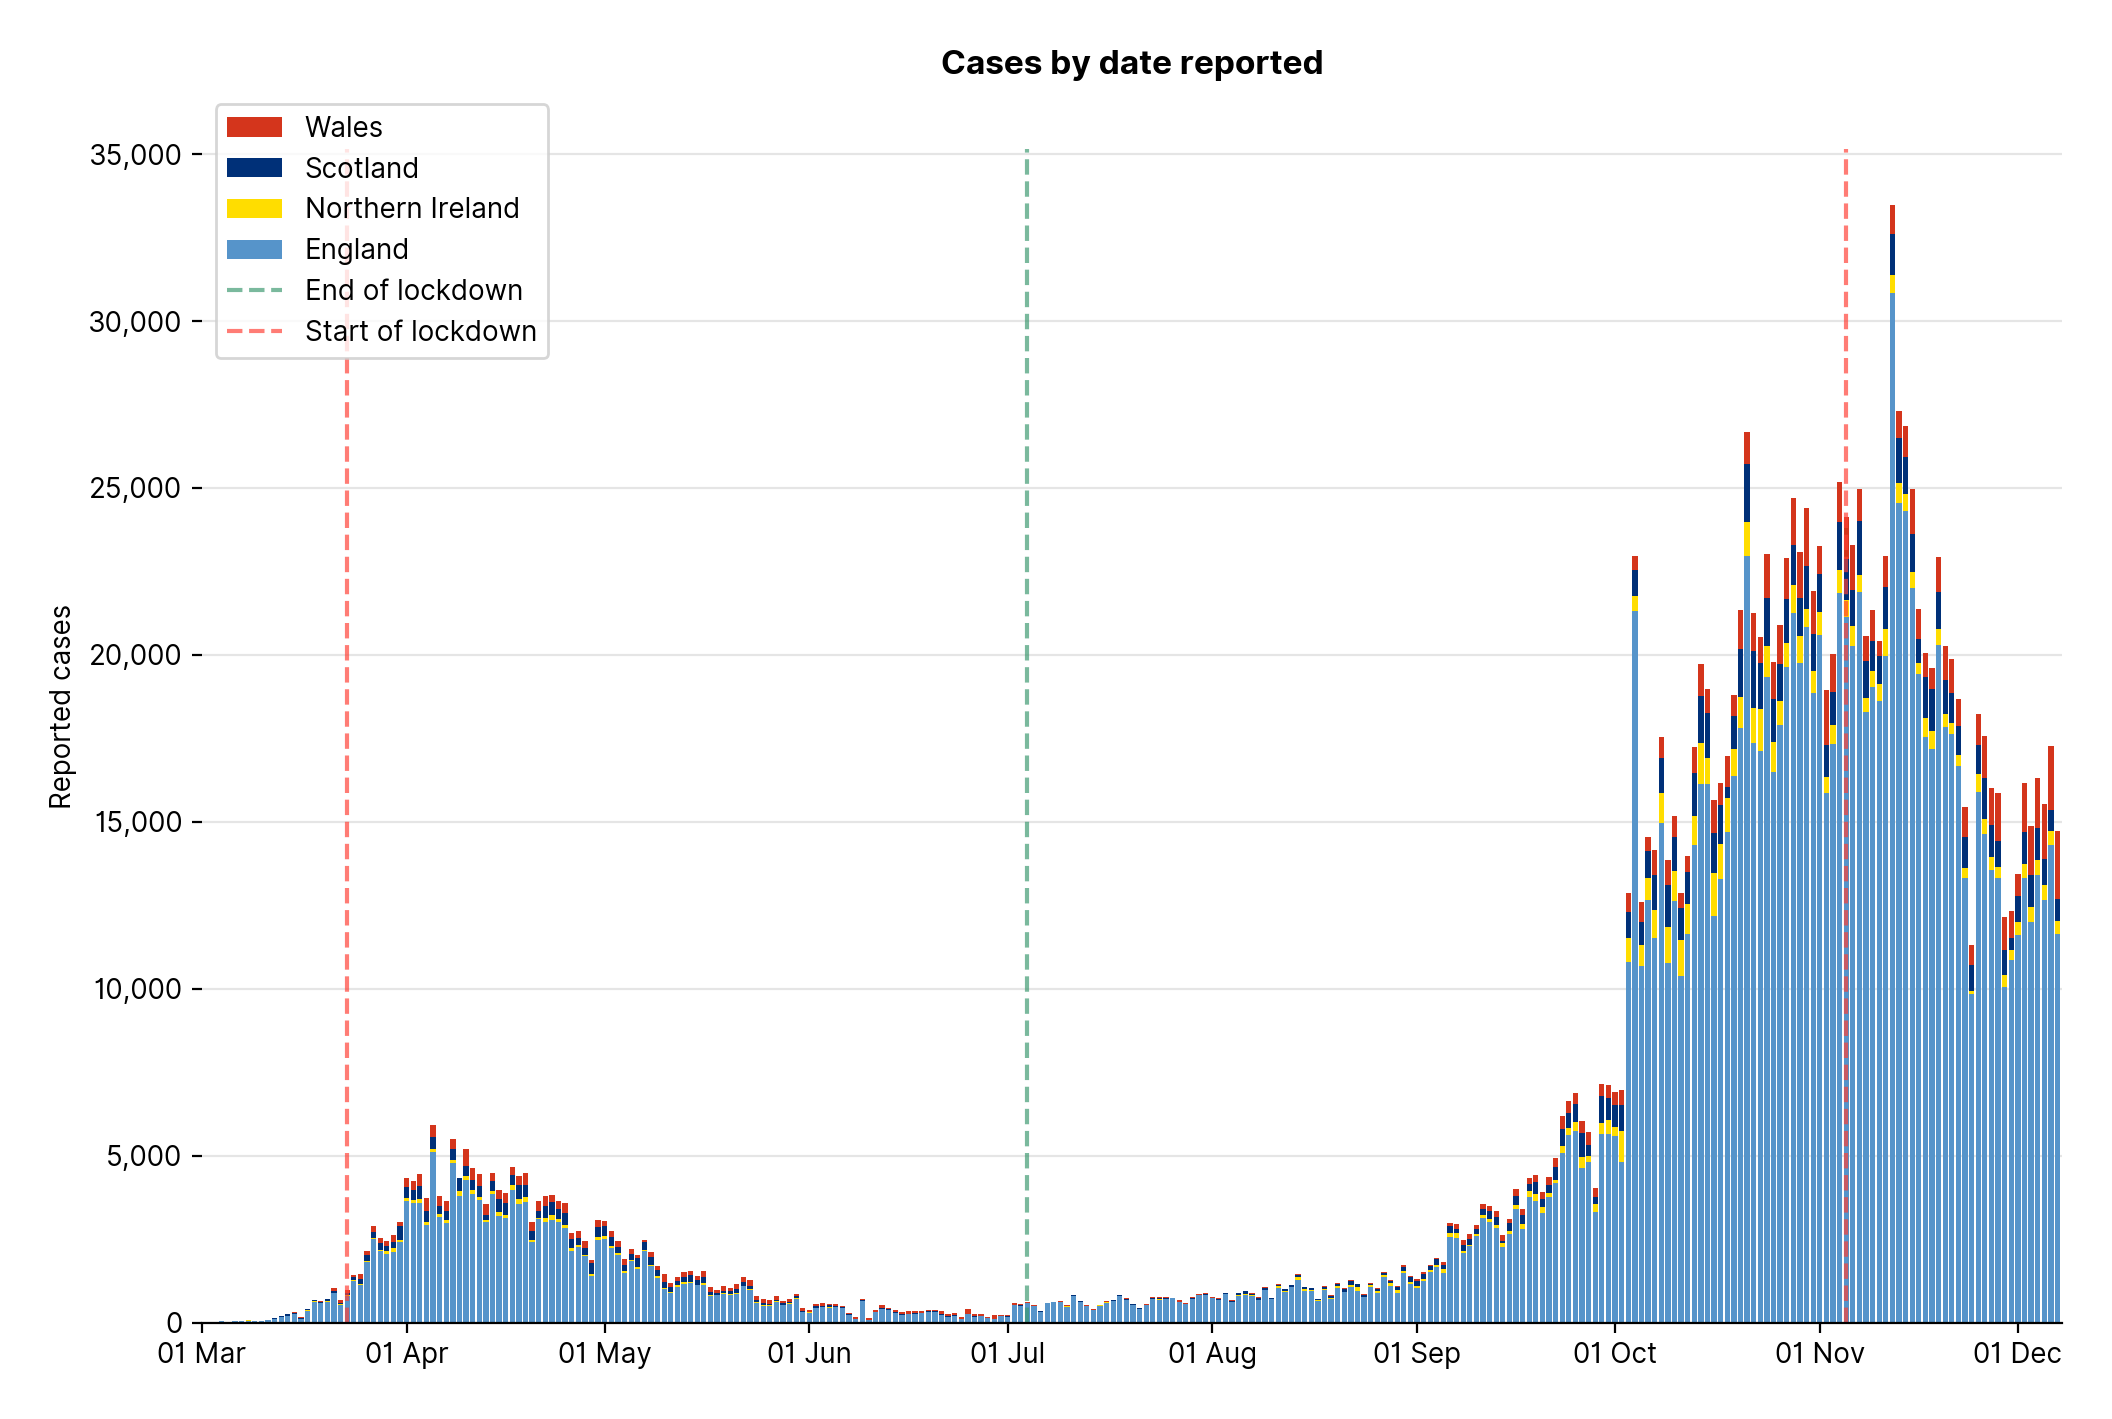 Cases by date reported
Wales
Scotland
Northern Ireland
England
End of lockdown
Start of lockdown
Reported cases
35,000
30,000
25,000
20,000
15,000
10,000
5,000
0
01 Mar 01 Apr 01 May 01 Jun 01 Jul 01 Aug 01 Sep 01 Oct 01 Nov 01 Dec